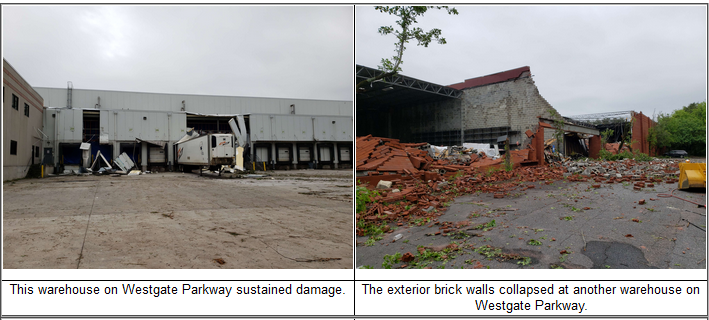 This warehouse on Westgate Parkway sustained damage.
The exterior brick walls collapsed at another warehouse on
Westgate Parkway.